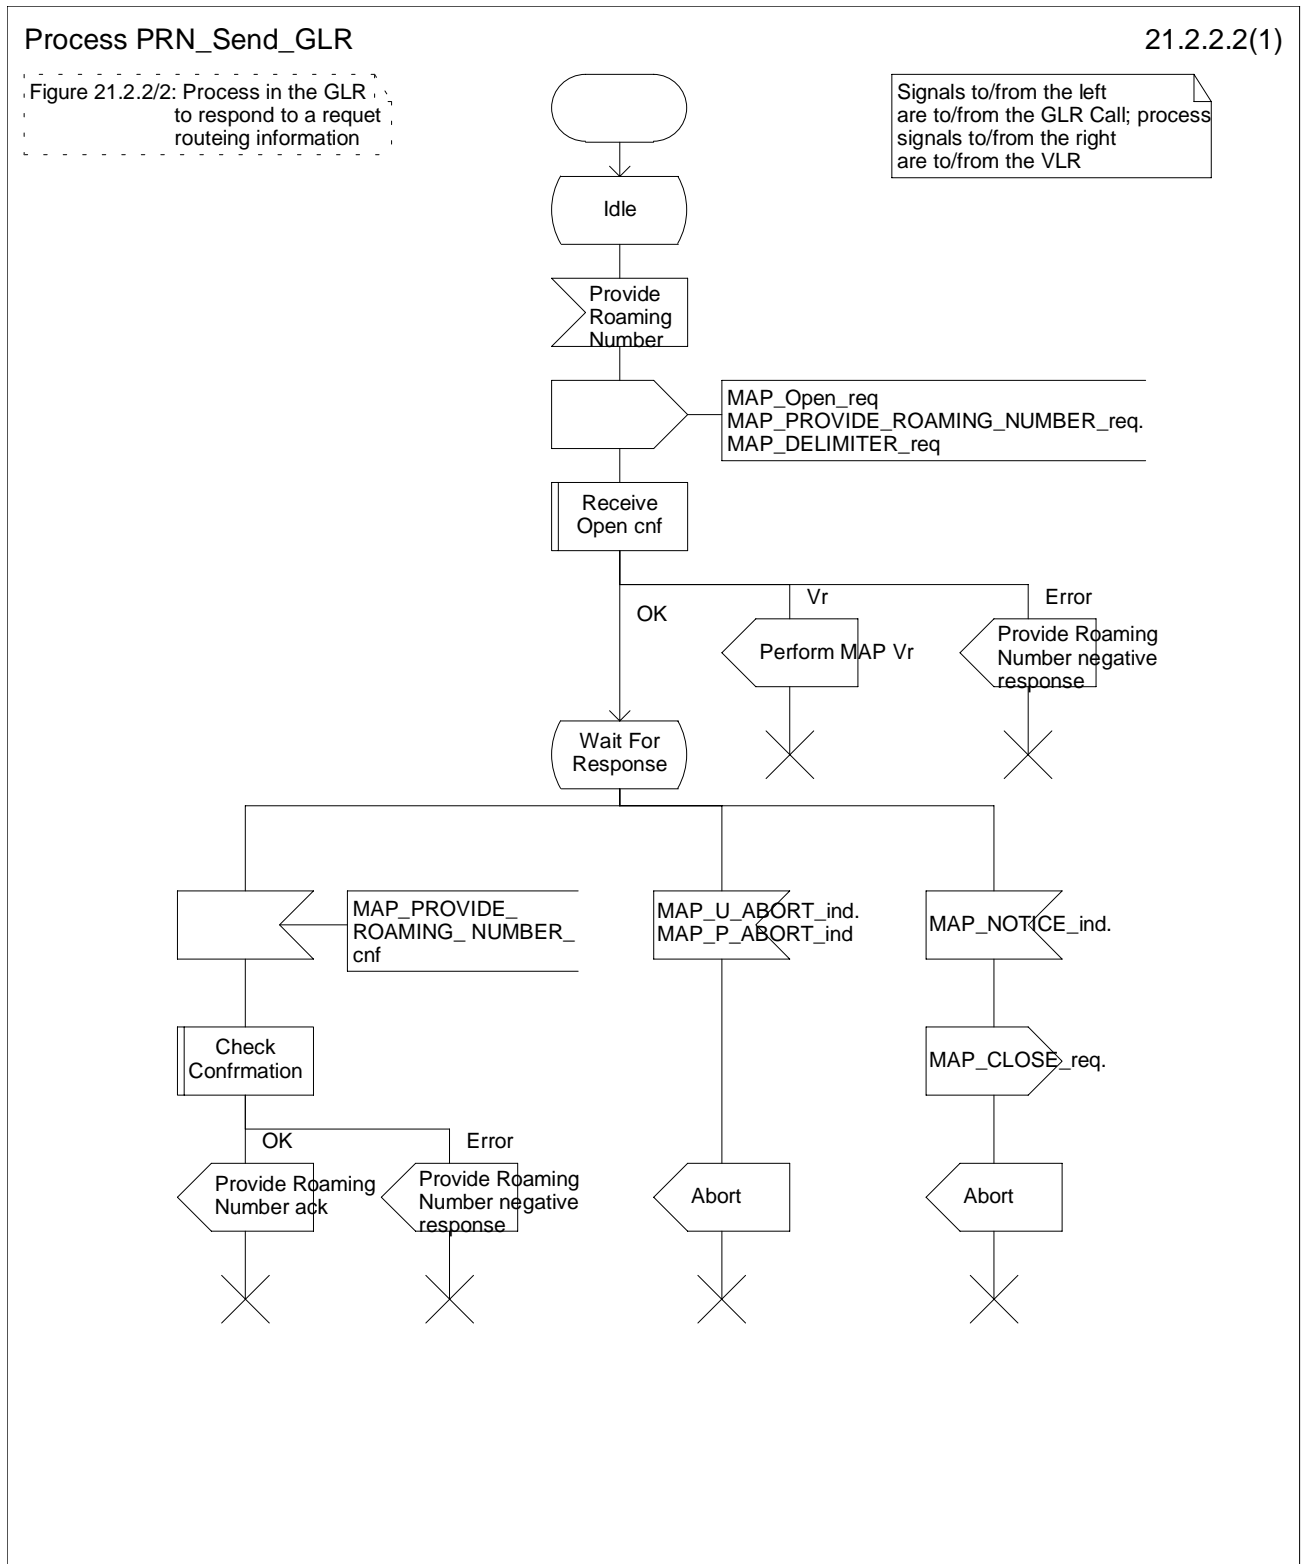 Process PRN_Send_GLR
21.2.2.2(1)
Figure 21.2.2/2: Process in the GLR
to respond to a requet
routeing information
Signals to/from the left
are to/from the GLR Call; process
signals to/from the right
are to/from the VLR
Idle
Provide
Roaming
Number
MAP_Open_req
MAP_PROVIDE_ROAMING_NUMBER_req.
MAP_DELIMITER_req
Receive
Open cnf
OK
Vr
Error
Perform MAP Vr
Provide Roaming
Number negative
response
Wait For
Response
MAP_PROVIDE_
ROAMING_ NUMBER_
cnf
MAP_U_ABORT_ind.
MAP_P_ABORT_ind
MAP_NOTICE_ind.
Check
Confrmation
MAP_CLOSE_req.
OK
Error
Provide Roaming
Number ack
Provide Roaming
Number negative
response
Abort
Abort